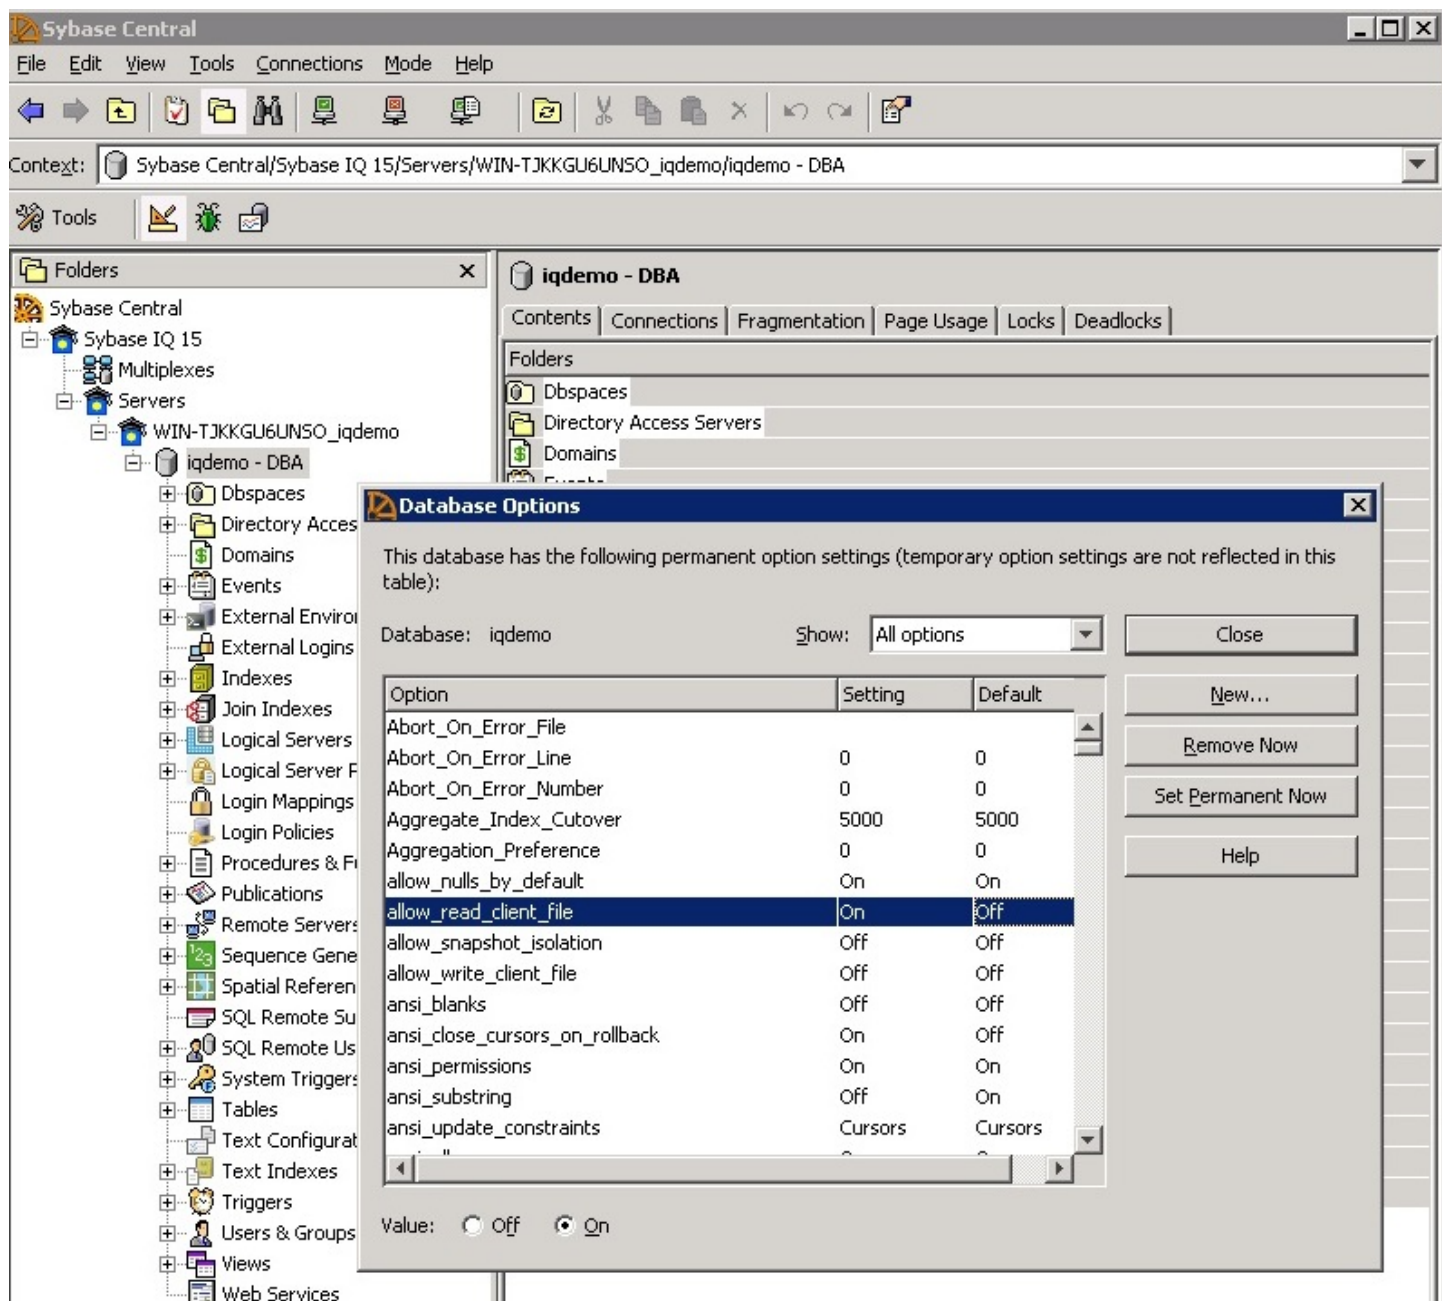 Sybase Central
File Edit View Tools Connections Mode Help
Context: Sybase Central/Sybase IQ 15/Servers/WIN-TJKKGU6UNSO_iqdemo/iqdemo - DBA
Tools
Folders
Sybase Central
Sybase IQ 15
Multiplexes
Servers
WIN-TJKKGU6UNSO_iqdemo
iqdemo - DBA
Dbspaces
Directory Acces
Domains
Events
External Enviro
External Logins
Indexes
Join Indexes
Logical Servers
Logical Server P
Login Mappings
Login Policies
Procedures & F
Publications
Remote Servers
Sequence Gene
Spatial Referen
SQL Remote Su
SQL Remote Us
System Triggers
Tables
Text Configurat
Text Indexes
Triggers
Users & Groups
Views
Web Services
iqdemo - DBA
Contents Connections Fragmentation Page Usage Locks Deadlocks
Folders
Dbspaces
Directory Access Servers
Domains
Events
Database Options
This database has the following permanent option settings (temporary option settings are not reflected in this
table):
Database: iqdemo Show: All options Close
Option Setting Default
Abort_On_Error_File
Abort_On_Error_Line 0 0
Abort_On_Error_Number 0 0
Aggregate_Index_Cutover 5000 5000
Aggregation_Preference 0 0
allow_nulls_by_default On On
allow_read_client_file On Off
allow_snapshot_isolation Off Off
allow_write_client_file Off Off
ansi_blanks Off Off
ansi_close_cursors_on_rollback On Off
ansi_permissions On On
ansi_substring Off On
ansi_update_constraints Cursors Cursors
New...
Remove Now
Set Permanent Now
Help
Value: Off On